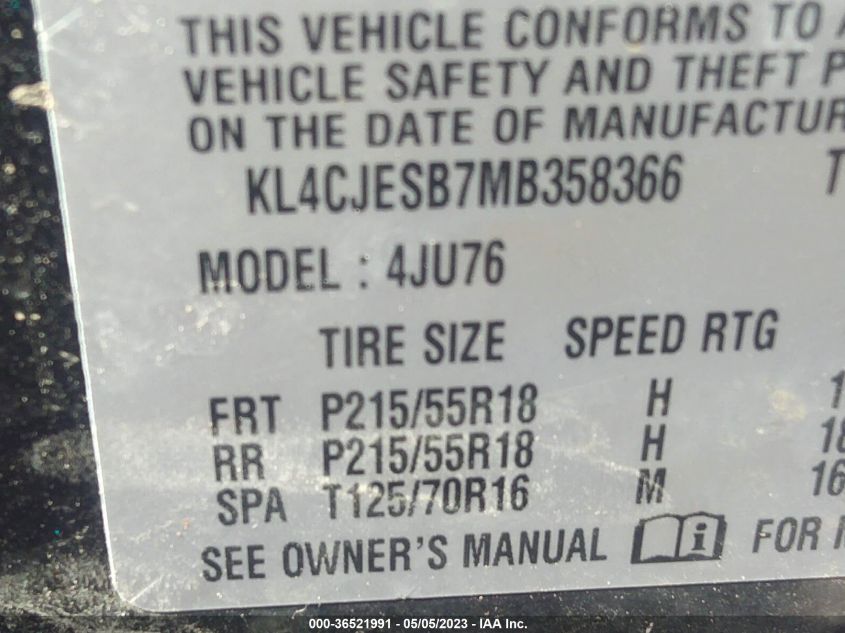 THIS VEHICLE CONFORMS TO
VEHICLE SAFETY AND THEFT
ON THE DATE OF
KL4CJESB7MB358366
MODEL : 4JU76
TIRE SIZE SPEED RTG
FRT P215/55R18 H
RR P215/55R18 H
SPA T125/70R16 M
SEE OWNER'S MANUAL i FOR
000-36521991 - 05/05/2023 - IAA Inc.